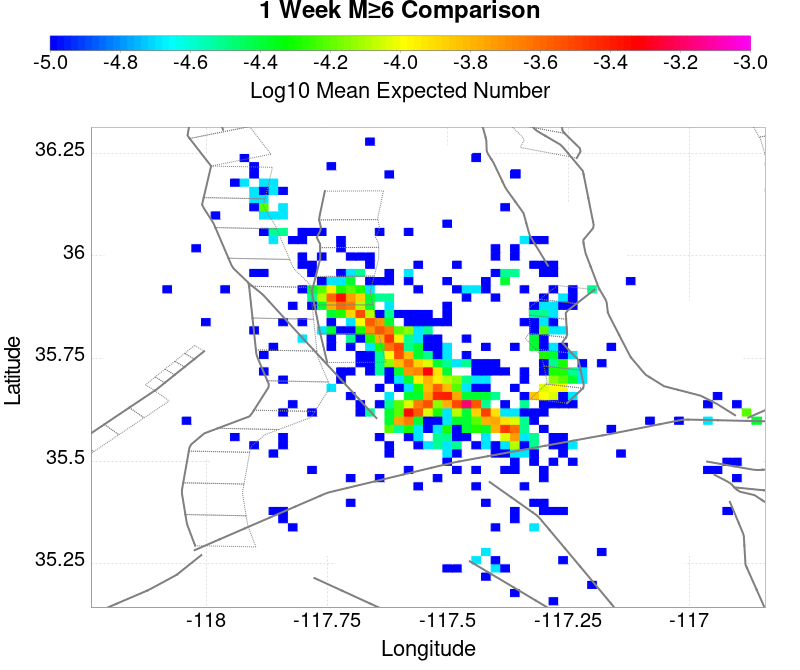 1 Week M≥6 Comparison
-5.0 -4.8 -4.6 -4.4 -4.2 -4.0 -3.8 -3.6 -3.4 -3.2 -3.0
Log10 Mean Expected Number
36.25
36
35.75
35.5
35.25
Latitude
-118 -117.75 -117.5 -117.25 -117
Longitude